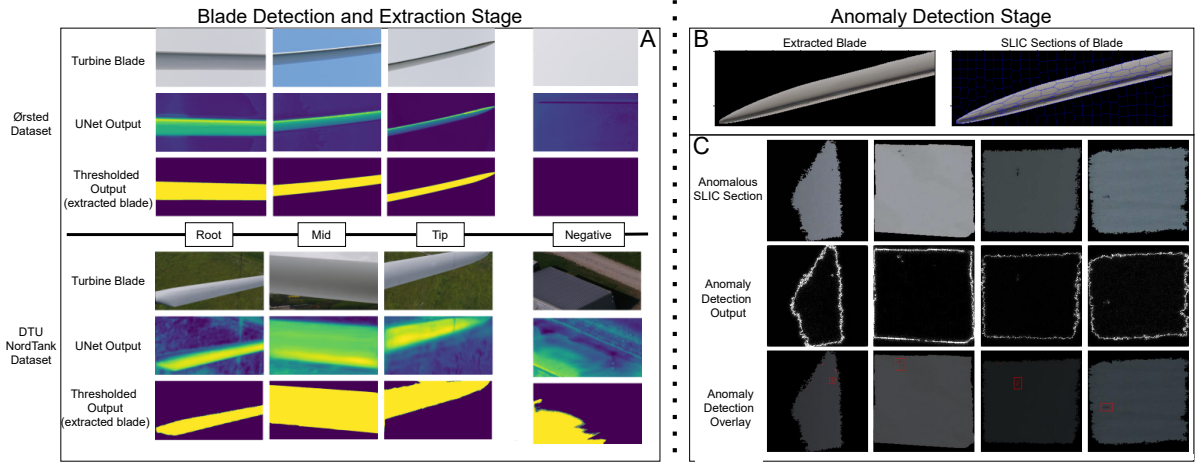 Blade Detection and Extraction Stage
A
Turbine Blade
Ørsted
Dataset
UNet Output
Thresholded
Output
(extracted blade)
Root
Mid
Tip
Negative
Turbine Blade
DTU
NordTank
Dataset
UNet Output
Thresholded
Output
(extracted blade)
Anomaly Detection Stage
B
Extracted Blade
SLIC Sections of Blade
C
Anomalous
SLIC Section
Anomaly
Detection
Output
Anomaly
Detection
Overlay